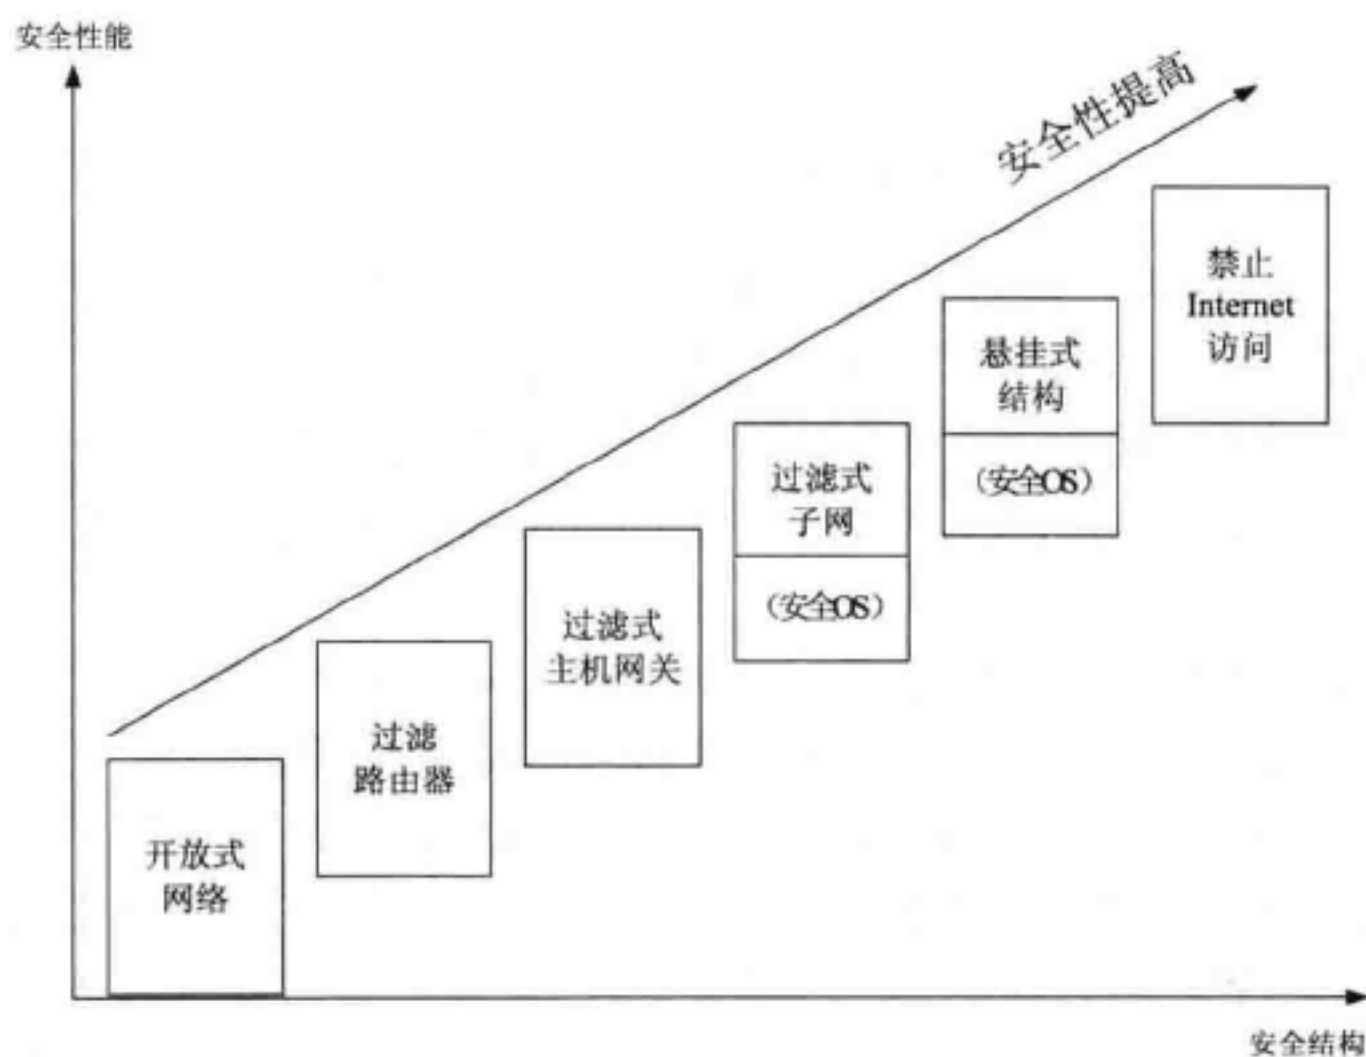 安全性能
安全性提高
开放式
网络
过滤
路由器
过滤式
主机网关
过滤式
子网
（安全OS）
悬挂式
结构
（安全OS）
禁止
Internet
访问
安全结构